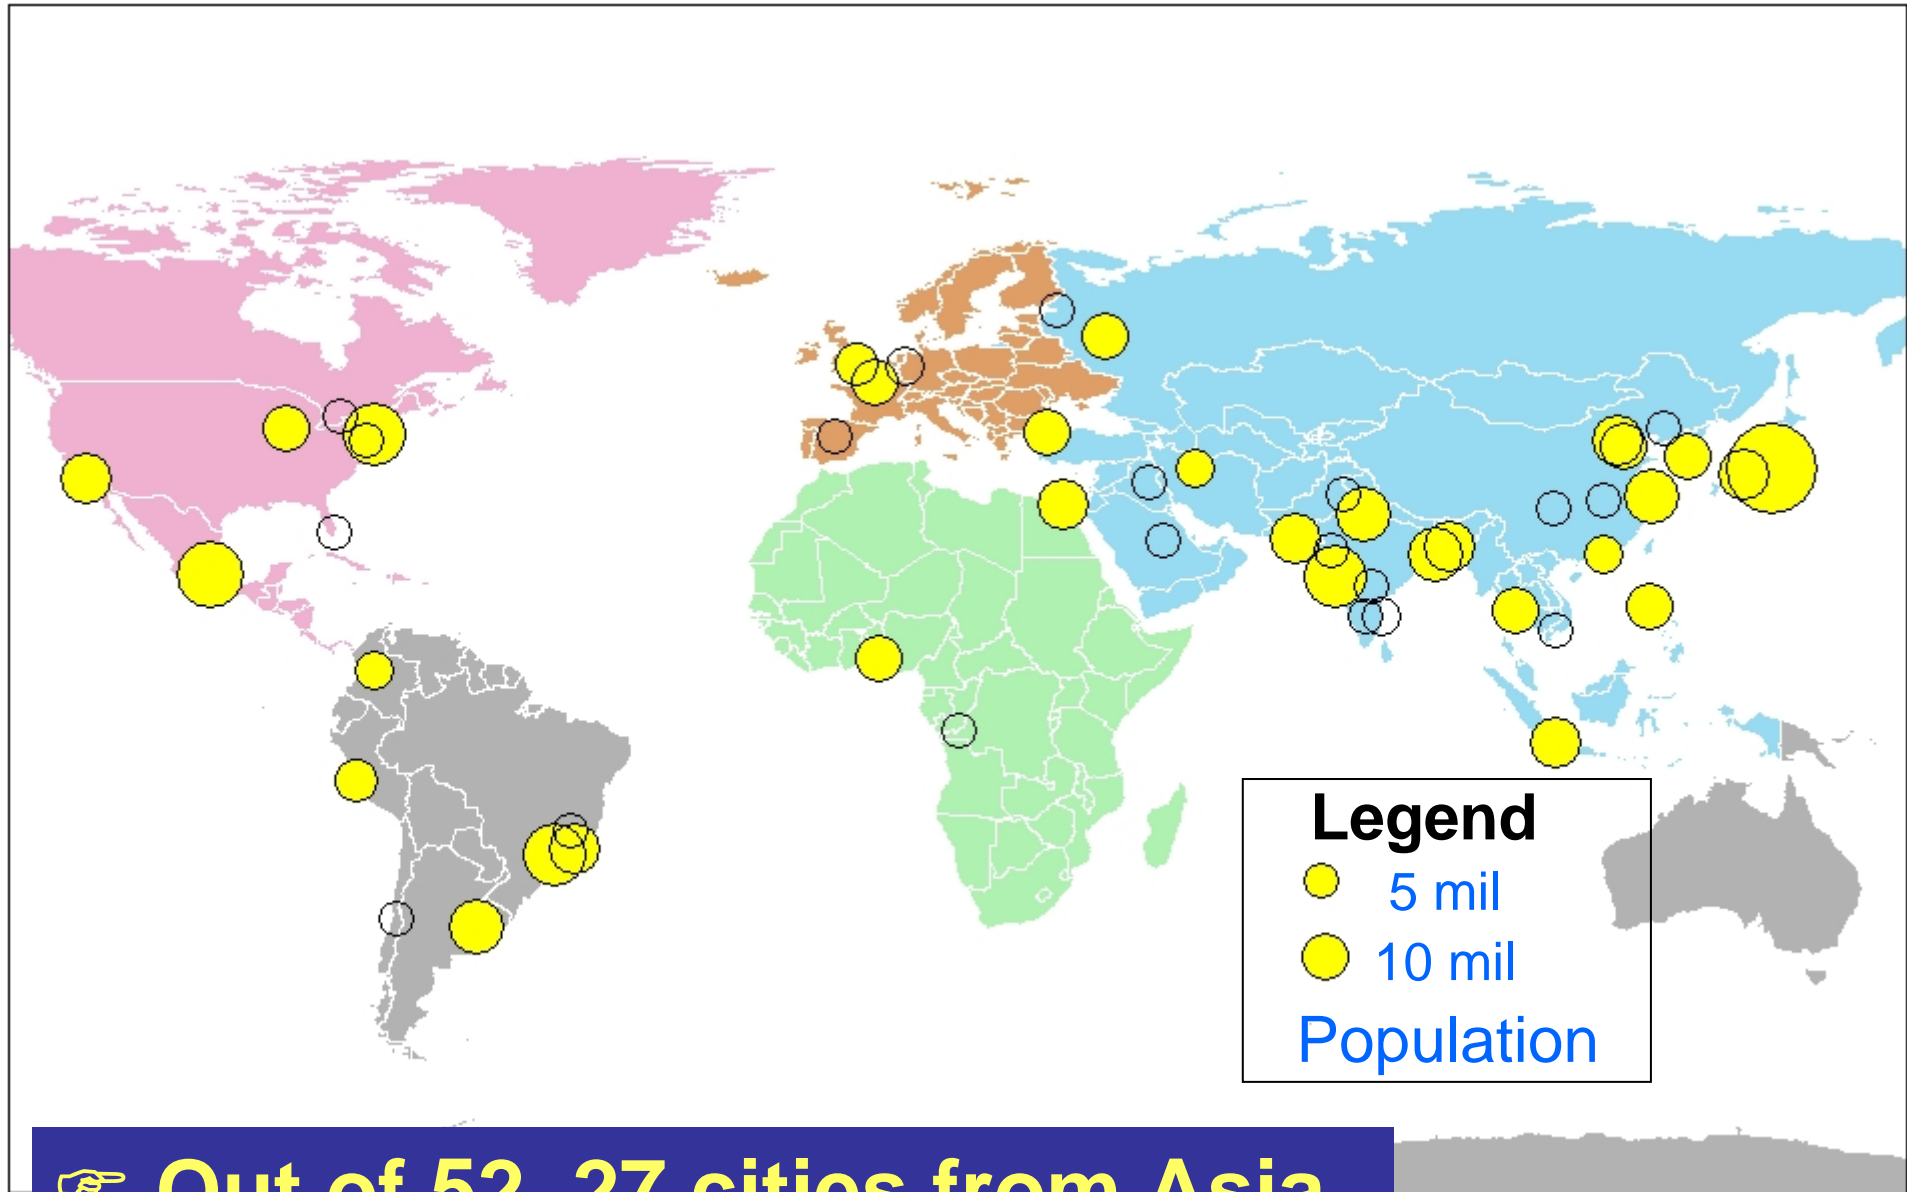 Legend
5 mil
10 mil
Population
☞ Out of 52, 27 cities from Asia